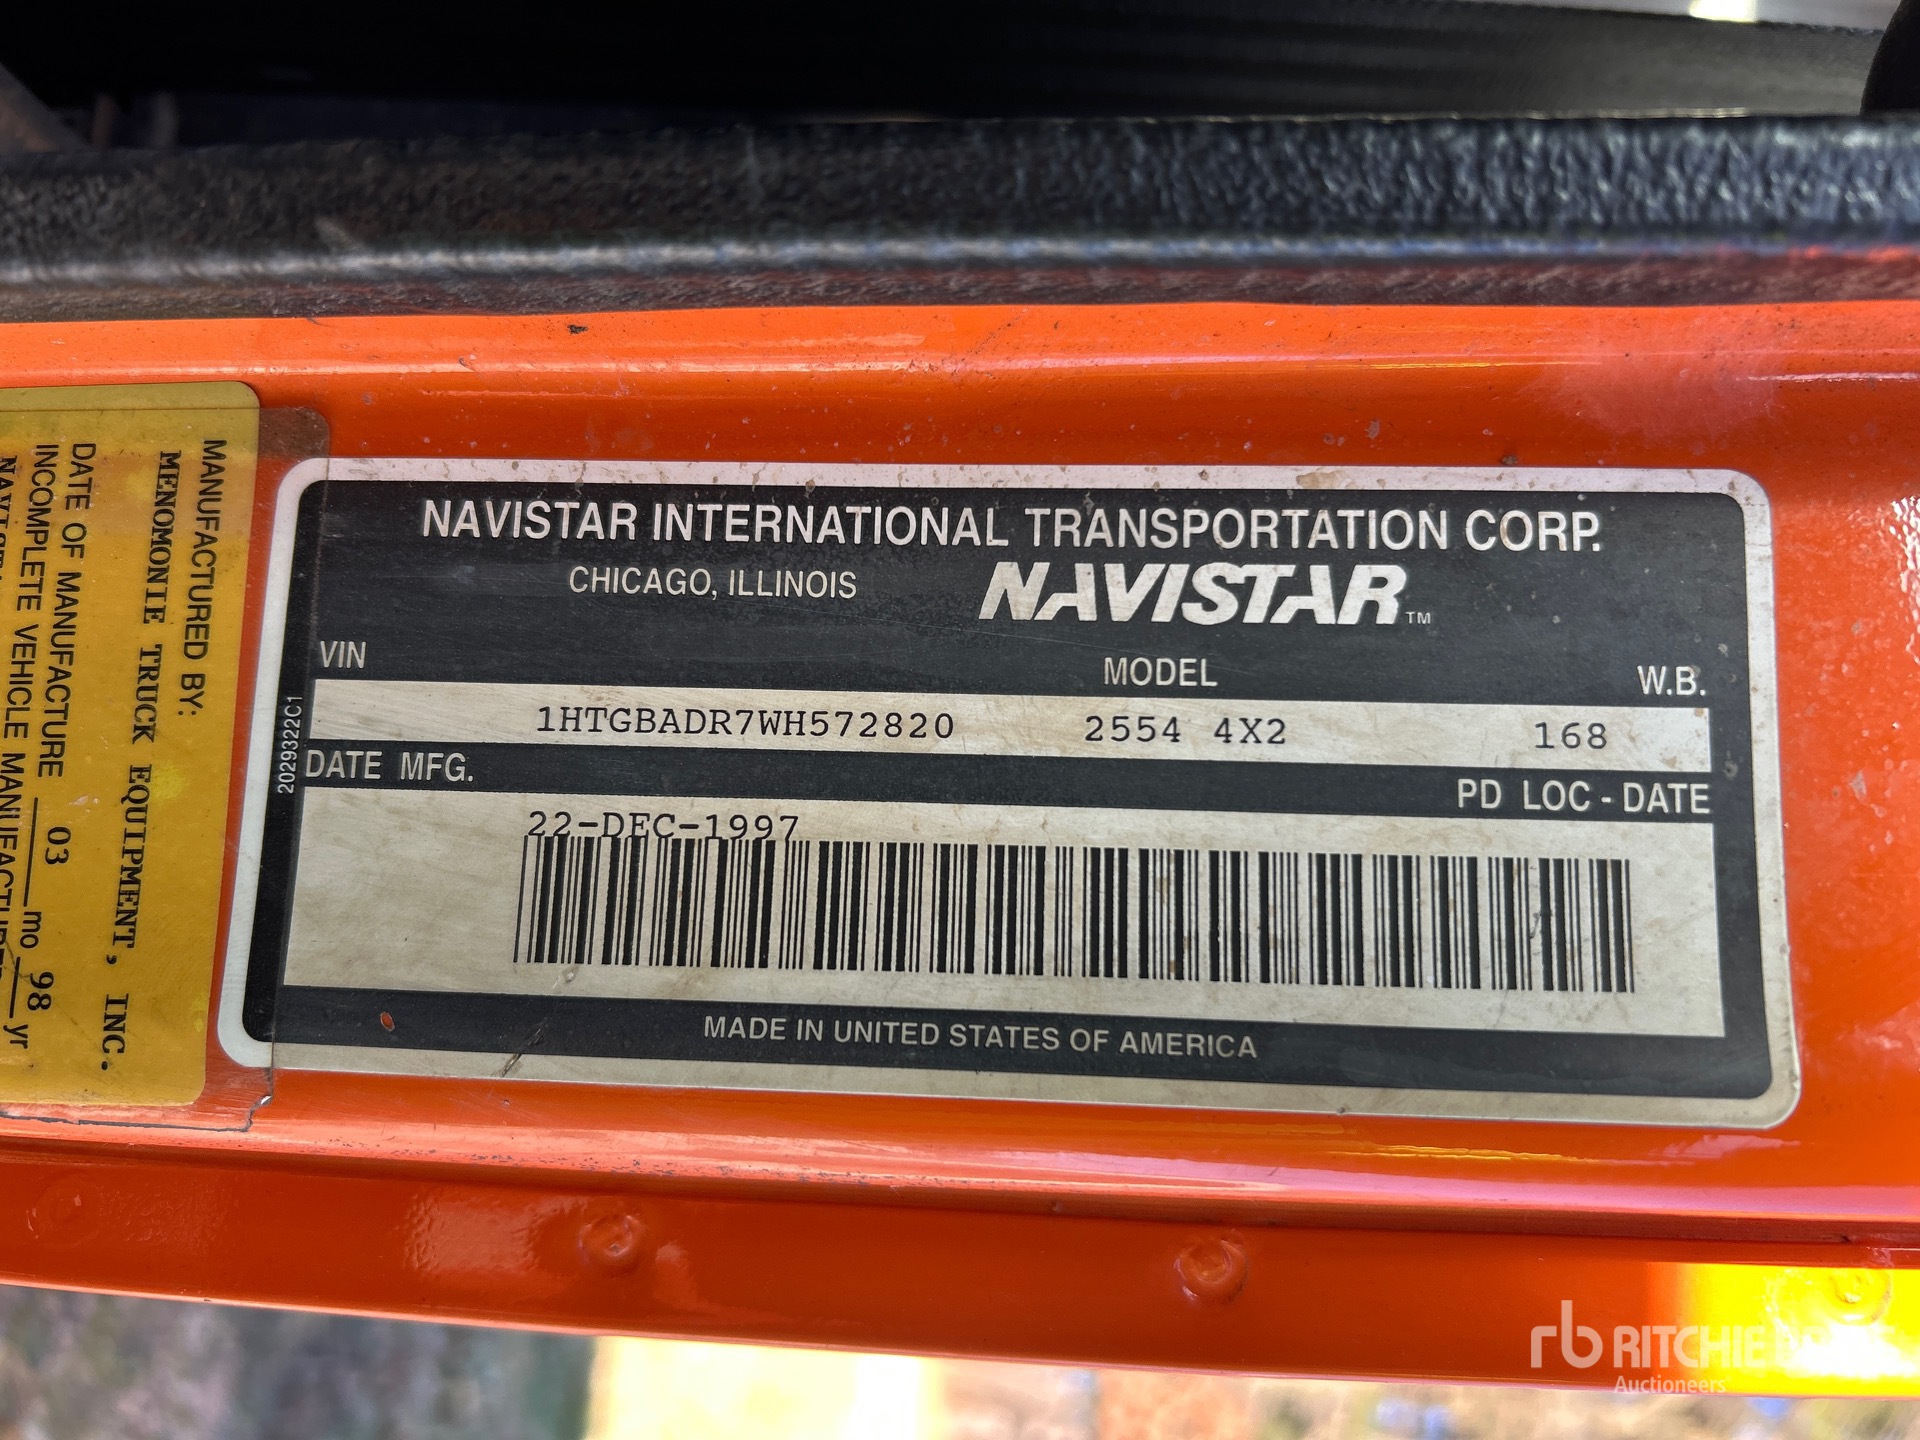 NAVISTAR INTERNATIONAL TRANSPORTATION CORP.
CHICAGO, ILLINOIS NAVISTAR™
VIN MODEL W.B.
1HTGBADR7WH572820 2554 4X2 168
DATE MFG. PD LOC - DATE
22-DEC-1997
MADE IN UNITED STATES OF AMERICA
2029322C1
MANUFACTURED BY:
MENOMONIE TRUCK EQUIPMENT, INC.
DATE OF MANUFACTURE 03 mo 98 yr
INCOMPLETE VEHICLE
rb RITCHIE
Auctioneers